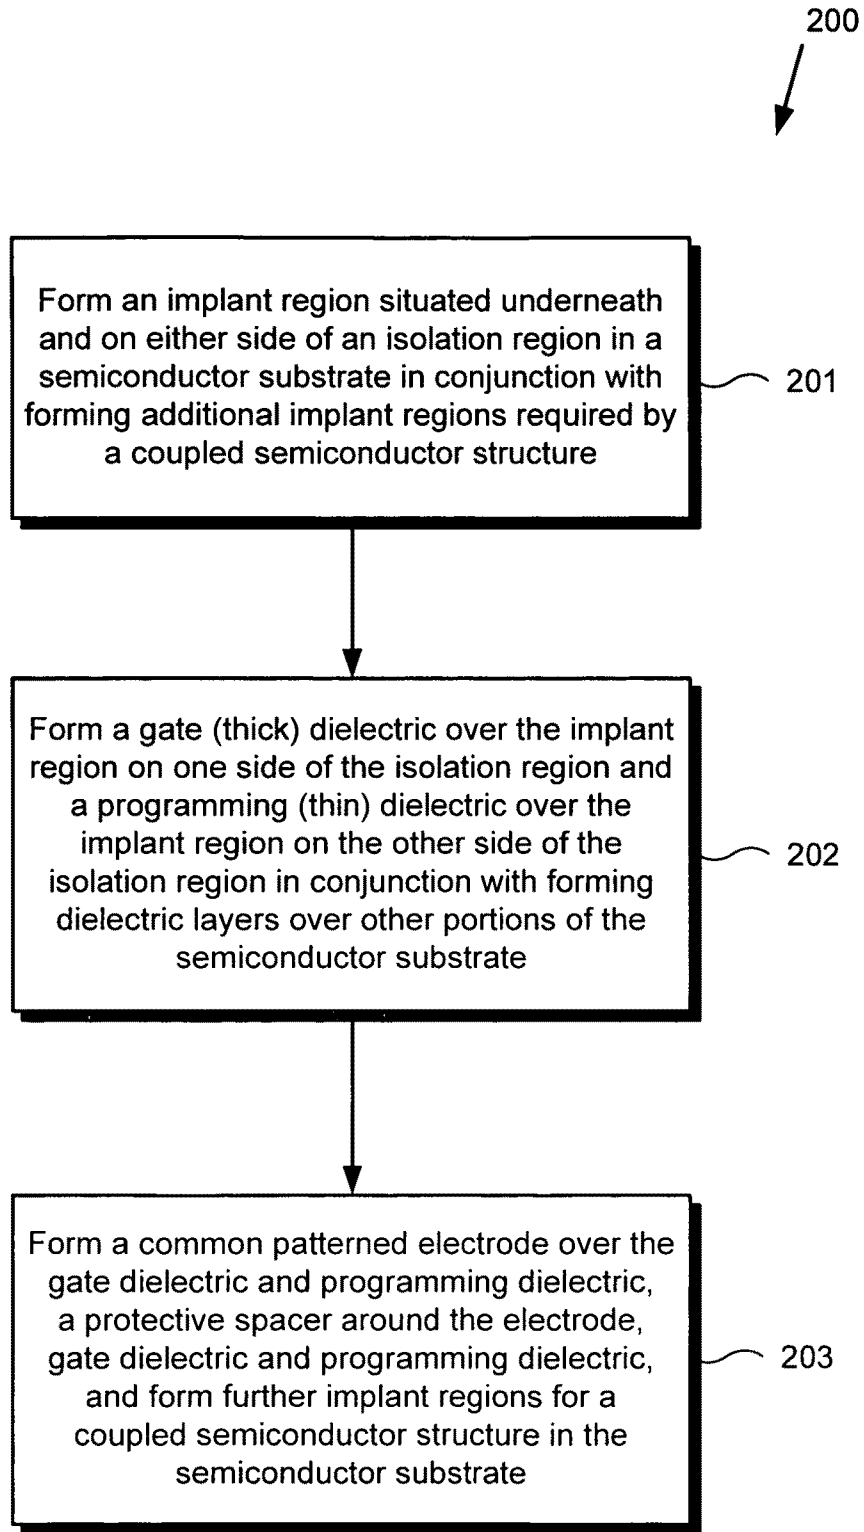 200
Form an implant region situated underneath
and on either side of an isolation region in a
semiconductor substrate in conjunction with
forming additional implant regions required by
a coupled semiconductor structure
201
Form a gate (thick) dielectric over the implant
region on one side of the isolation region and
a programming (thin) dielectric over the
implant region on the other side of the
isolation region in conjunction with forming
dielectric layers over other portions of the
semiconductor substrate
202
Form a common patterned electrode over the
gate dielectric and programming dielectric,
a protective spacer around the electrode,
gate dielectric and programming dielectric,
and form further implant regions for a
coupled semiconductor structure in the
semiconductor substrate
203